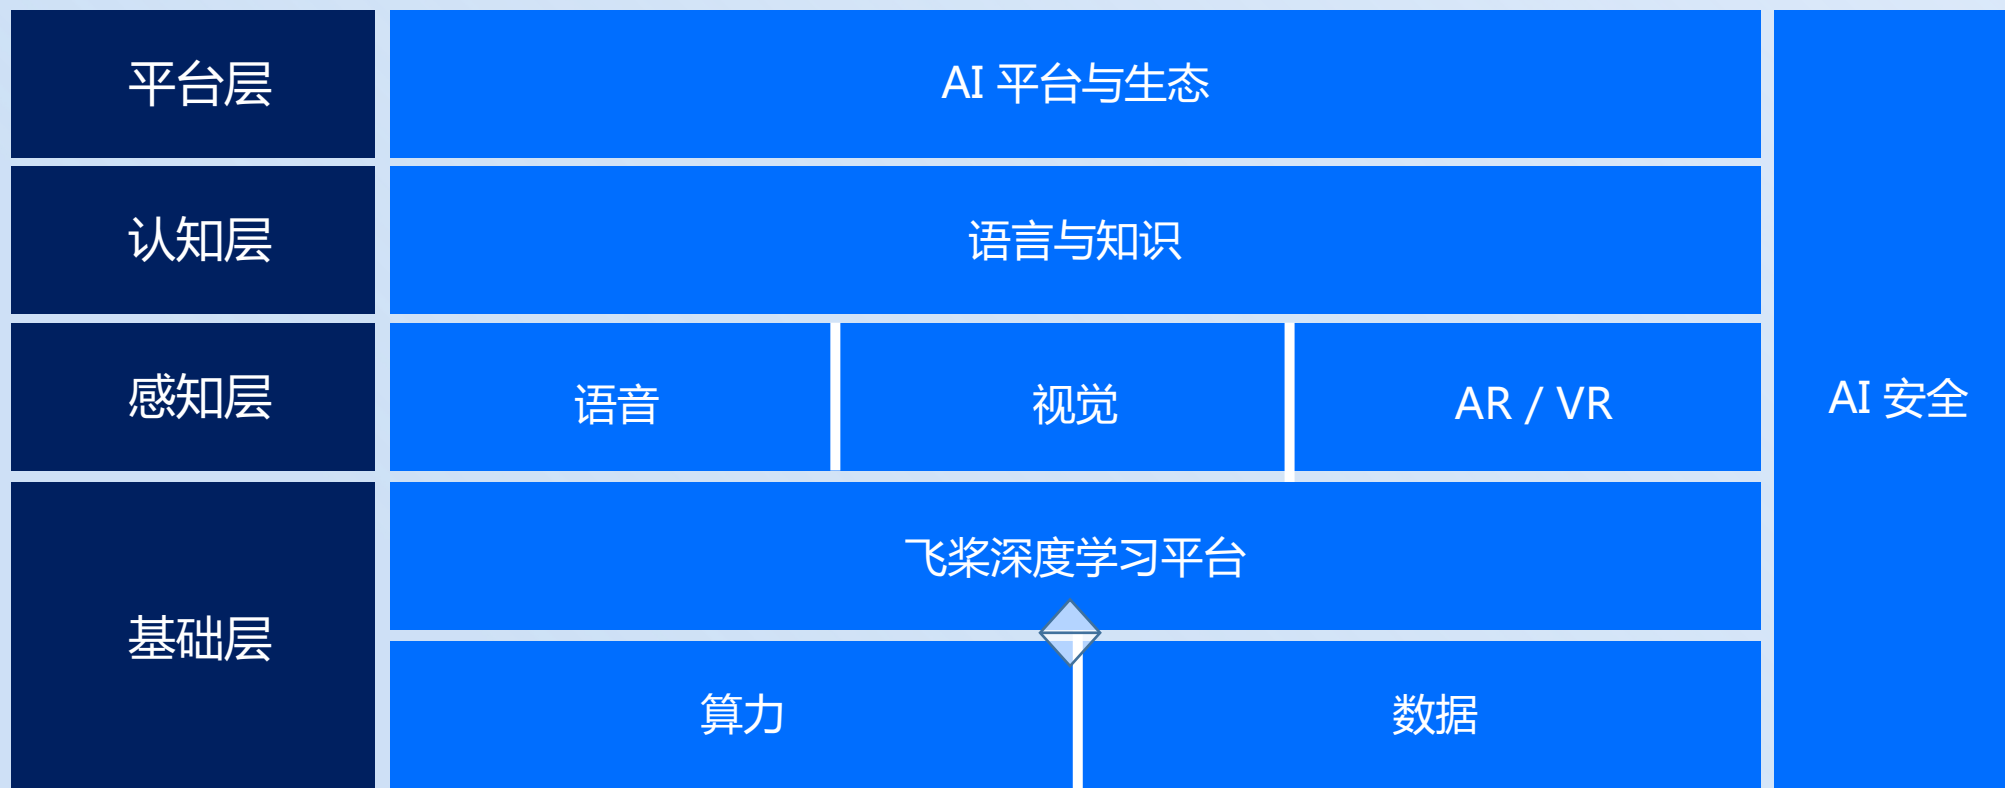 平台层
AI 平台与生态
认知层
语言与知识
感知层
语音
视觉
AR / VR
AI 安全
基础层
飞桨深度学习平台
算力
数据